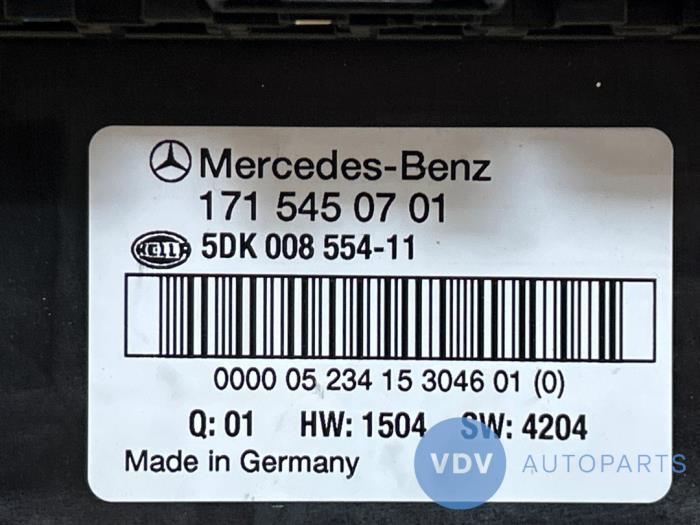 Mercedes-Benz
171 545 07 01
HELLA 5DK 008 554-11
0000 05 234 15 3046 01 (0)
Q: 01 HW: 1504 SW: 4204
Made in Germany
VDV AUTOPARTS